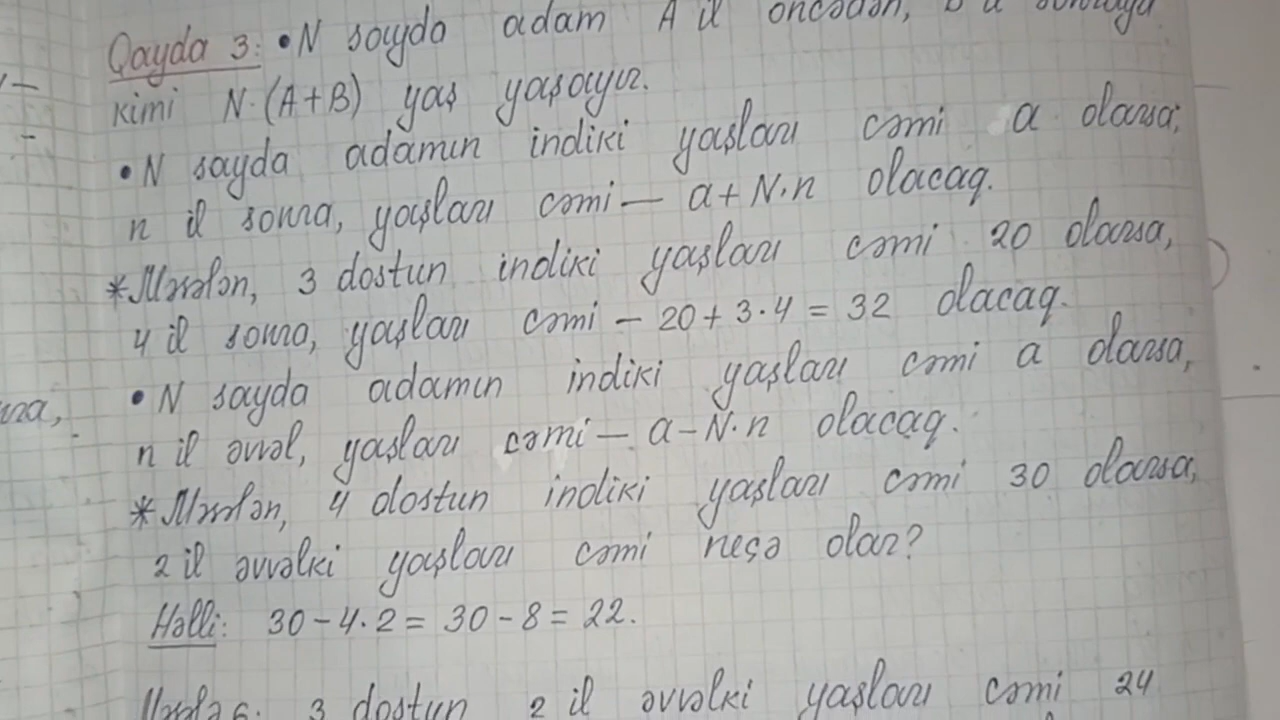 Qayda 3: • N sayda adam A il öncədən, B il sonraya
kimi N·(A+B) yaş yaşayır.
• N sayda adamın indiki yaşları cəmi a olarsa,
n il sonra, yaşları cəmi — a+N·n olacaq.
*Məsələn, 3 dostun indiki yaşları cəmi 20 olarsa,
4 il sonra, yaşları cəmi – 20+3·4 = 32 olacaq.
• N sayda adamın indiki yaşları cəmi a olarsa,
n il əvvəl, yaşları cəmi — a–N·n olacaq.
*Məsələn, 4 dostun indiki yaşları cəmi 30 olarsa,
2 il əvvəlki yaşları cəmi neçə olar?
Həlli: 30–4·2 = 30–8 = 22.
Məsələ 6. 3 dostun 2 il əvvəlki yaşları cəmi 24